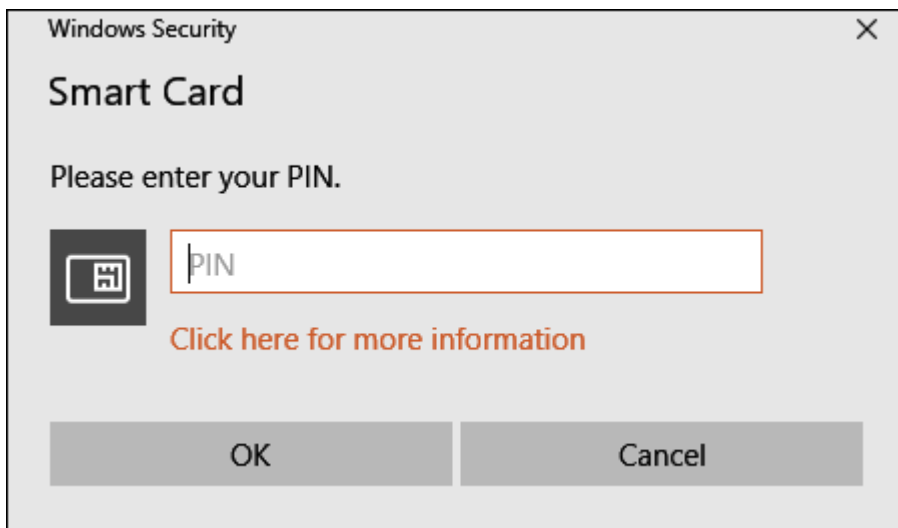 Windows Security
Smart Card
Please enter your PIN.
PIN
Click here for more information
OK
Cancel